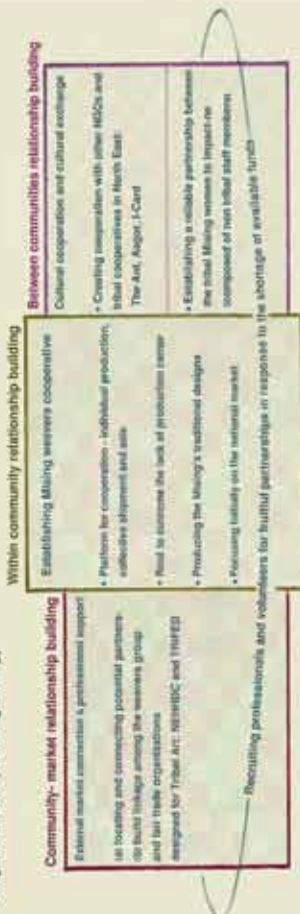 Within community relationship building
Community- market relationship building
External market connection & professional support
(a) locating and connecting potential partners-
(b) build linkage among the weavers group
and fair trade organizations
designed for Tribal Art: NEHHDC and TRIFED
Establishing Mising weavers cooperative
• Platform for cooperation - individual production,
collective shipment and sale
• Root to overcome the lack of production center
• Producing the Mising's traditional designs
• Focusing initially on the national market
Between communities relationship building
Cultural cooperation and cultural exchange
• Creating cooperation with other NGOs and
tribal cooperatives in North East:
The Ant, Aagor, I-Card
• Establishing a reliable partnership between
the tribal Mising women to impact-ne
(composed of non tribal staff members)
Recruiting professionals and volunteers for fruitful partnerships in response to the shortage of available funds